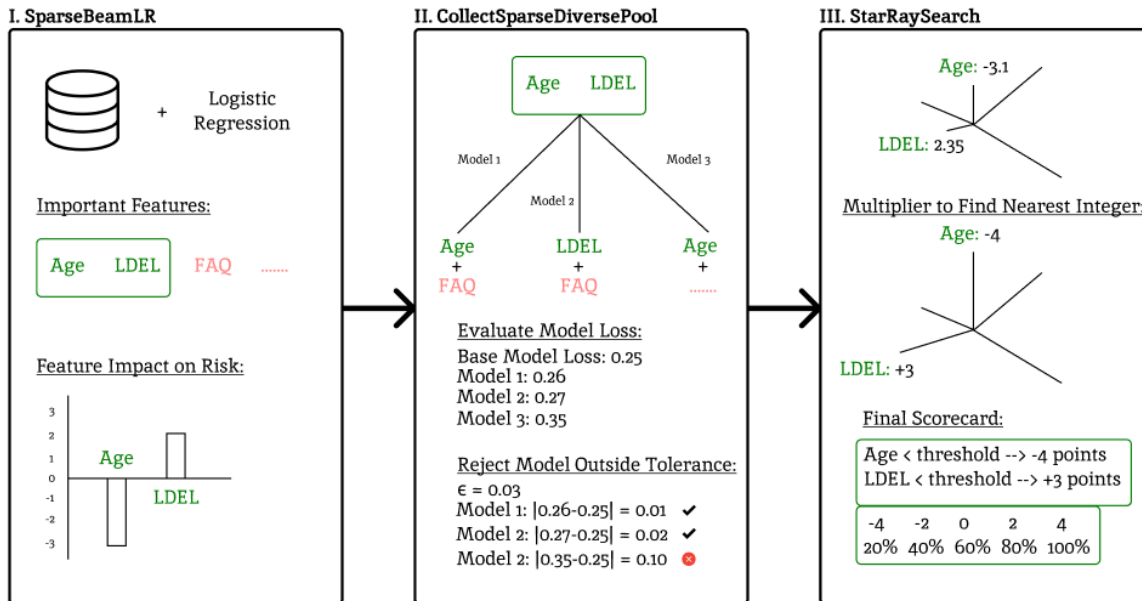 I. SparseBeamLR
+ Logistic
Regression
Important Features:
Age LDEL FAQ .......
Feature Impact on Risk:
3
2
1
0
-1
-2
-3
Age
LDEL
II. CollectSparseDiversePool
Age LDEL
Model 1
Model 2
Model 3
Age LDEL Age
+ + +
FAQ FAQ .......
Evaluate Model Loss:
Base Model Loss: 0.25
Model 1: 0.26
Model 2: 0.27
Model 3: 0.35
Reject Model Outside Tolerance:
ϵ = 0.03
Model 1: |0.26-0.25| = 0.01 ✓
Model 2: |0.27-0.25| = 0.02 ✓
Model 2: |0.35-0.25| = 0.10
III. StarRaySearch
Age: -3.1
LDEL: 2.35
Multiplier to Find Nearest Integer:
Age: -4
LDEL: +3
Final Scorecard:
Age < threshold --> -4 points
LDEL < threshold --> +3 points
-4 -2 0 2 4
20% 40% 60% 80% 100%